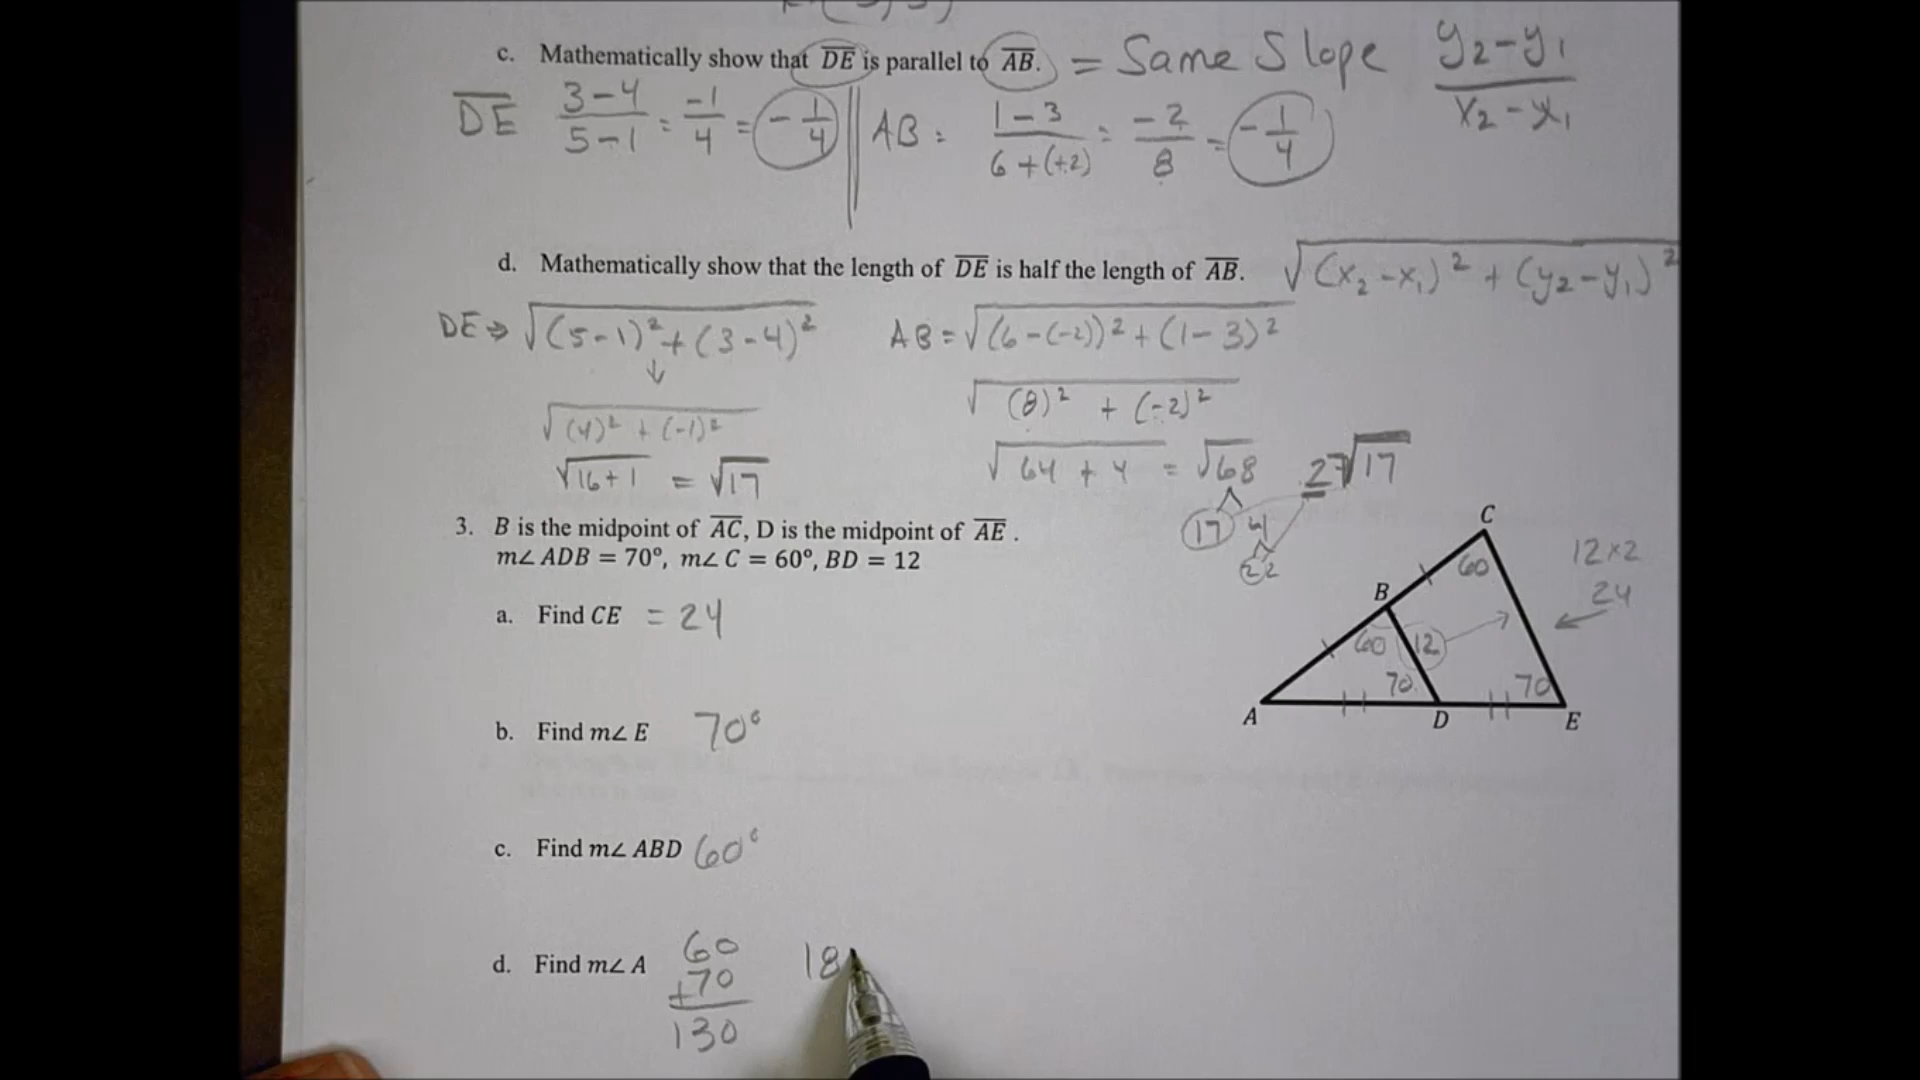 c. Mathematically show that DE is parallel to AB. = Same Slope
y₂-y₁
x₂-x₁
DE 3-4 / 5-1 = -1/4 = -1/4
AB = 1-3 / 6+(+2) = -2/8 = -1/4
d. Mathematically show that the length of DE is half the length of AB. √(x₂-x₁)² + (y₂-y₁)²
DE → √(5-1)² + (3-4)²
√(4)² + (-1)²
√16+1 = √17
AB = √(6-(-2))² + (1-3)²
√(8)² + (-2)²
√64 + 4 = √68 2√17
17 4
2 2
3. B is the midpoint of AC, D is the midpoint of AE.
m∠ ADB = 70°, m∠ C = 60°, BD = 12
a. Find CE = 24
b. Find m∠ E 70°
c. Find m∠ ABD 60°
d. Find m∠ A
60
+70
130
18
C
60
12×2
24
B
60
12
70
70
A
D
E